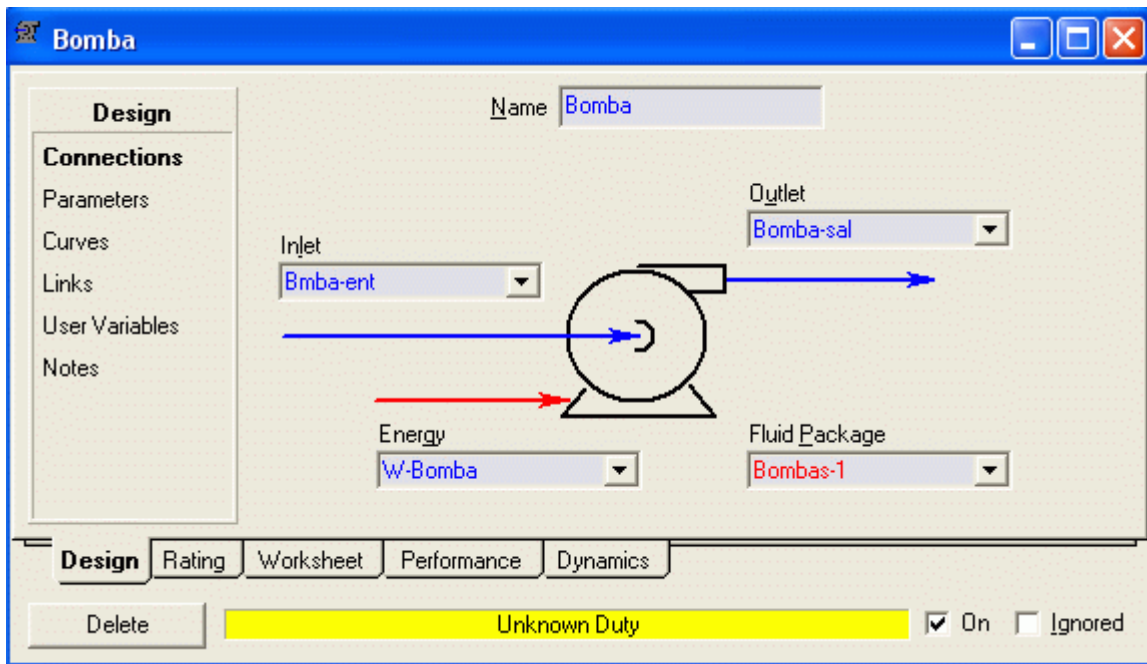 Bomba
Design
Connections
Parameters
Curves
Links
User Variables
Notes
Name Bomba
Outlet
Bomba-sal
Inlet
Bmba-ent
Energy
W-Bomba
Fluid Package
Bombas-1
Design Rating Worksheet Performance Dynamics
Delete Unknown Duty On Ignored